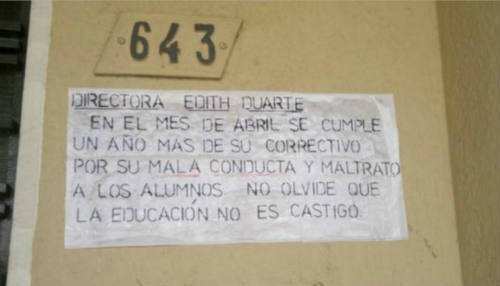 643
DIRECTORA EDITH DUARTE
EN EL MES DE ABRIL SE CUMPLE
UN AÑO MAS DE SU CORRECTIVO
POR SU MALA CONDUCTA Y MALTRATO
A LOS ALUMNOS. NO OLVIDE QUE
LA EDUCACIÓN NO ES CASTIGO.